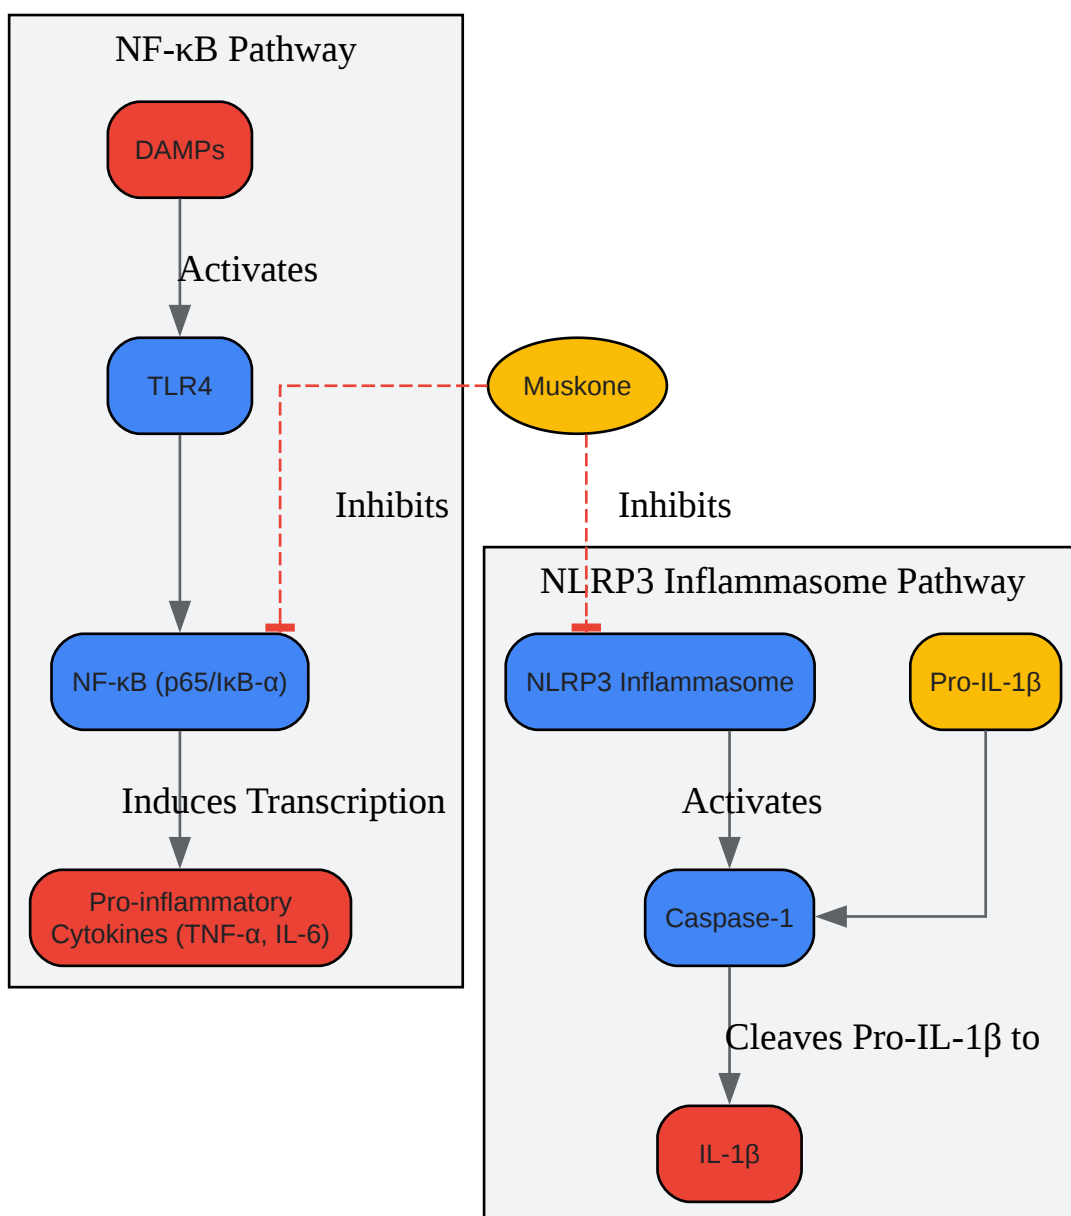 NF-κB Pathway
DAMPs
Activates
TLR4
Muskone
Inhibits
Inhibits
NLRP3 Inflammasome Pathway
NF-κB (p65/IκB-α)
NLRP3 Inflammasome
Pro-IL-1β
Induces Transcription
Activates
Pro-inflammatory
Cytokines (TNF-α, IL-6)
Caspase-1
Cleaves Pro-IL-1β to
IL-1β